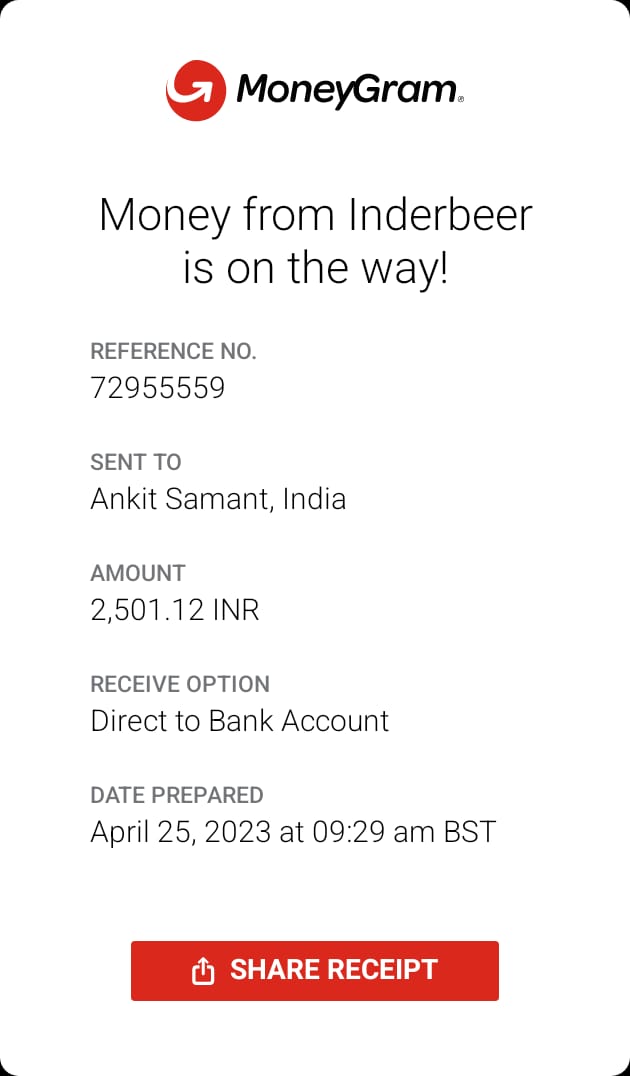 MoneyGram®
Money from Inderbeer
is on the way!
REFERENCE NO.
72955559
SENT TO
Ankit Samant, India
AMOUNT
2,501.12 INR
RECEIVE OPTION
Direct to Bank Account
DATE PREPARED
April 25, 2023 at 09:29 am BST
SHARE RECEIPT